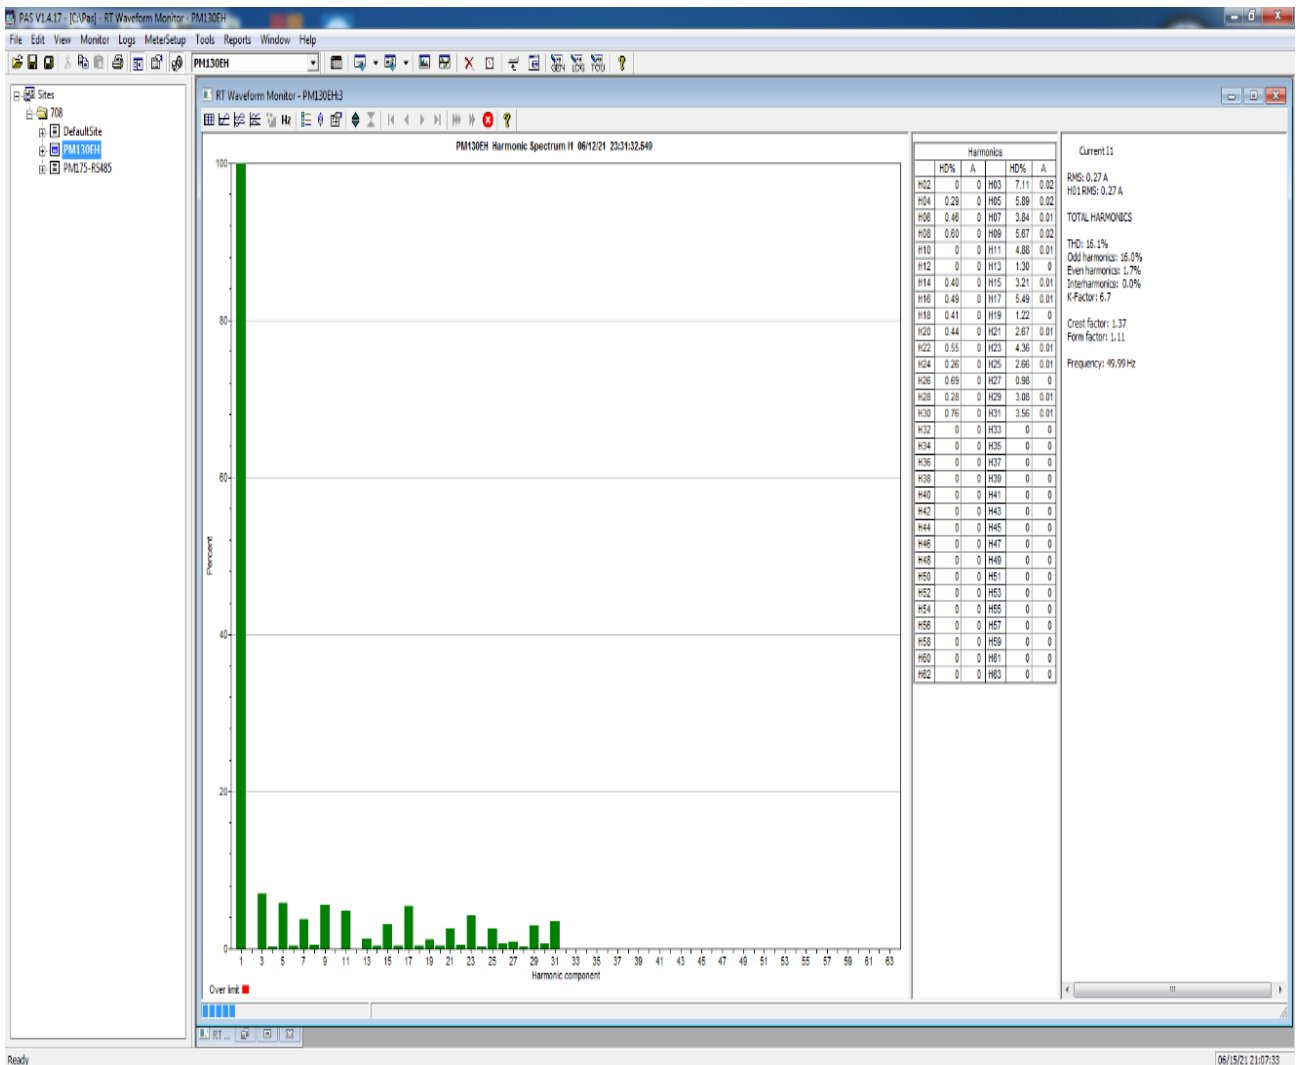 PAS V1.4.17 - [C:\Pas] - RT Waveform Monitor - PM130EH
File Edit View Monitor Logs MeterSetup Tools Reports Window Help
PM130EH
GEN LOG TOU
Sites
708
DefaultSite
PM130EH
PM175-RS485
RT Waveform Monitor - PM130EH:3
Hz
PM130EH Harmonic Spectrum I1 06/12/21 23:31:32.549
100
80
60
40
20
0
Percent
1 3 5 7 9 11 13 15 17 19 21 23 25 27 29 31 33 35 37 39 41 43 45 47 49 51 53 55 57 59 61 63
Harmonic component
Over limit
Harmonics
HD% A HD% A
H02 0 0 H03 7.11 0.02
H04 0.29 0 H05 5.89 0.02
H06 0.46 0 H07 3.84 0.01
H08 0.60 0 H09 5.67 0.02
H10 0 0 H11 4.88 0.01
H12 0 0 H13 1.30 0
H14 0.40 0 H15 3.21 0.01
H16 0.49 0 H17 5.49 0.01
H18 0.41 0 H19 1.22 0
H20 0.44 0 H21 2.67 0.01
H22 0.55 0 H23 4.36 0.01
H24 0.26 0 H25 2.66 0.01
H26 0.69 0 H27 0.98 0
H28 0.28 0 H29 3.08 0.01
H30 0.76 0 H31 3.56 0.01
H32 0 0 H33 0 0
H34 0 0 H35 0 0
H36 0 0 H37 0 0
H38 0 0 H39 0 0
H40 0 0 H41 0 0
H42 0 0 H43 0 0
H44 0 0 H45 0 0
H46 0 0 H47 0 0
H48 0 0 H49 0 0
H50 0 0 H51 0 0
H52 0 0 H53 0 0
H54 0 0 H55 0 0
H56 0 0 H57 0 0
H58 0 0 H59 0 0
H60 0 0 H61 0 0
H62 0 0 H63 0 0
Current I1
RMS: 0.27 A
H01 RMS: 0.27 A
TOTAL HARMONICS
THD: 16.1%
Odd harmonics: 16.0%
Even harmonics: 1.7%
Interharmonics: 0.0%
K-Factor: 6.7
Crest factor: 1.37
Form factor: 1.11
Frequency: 49.99 Hz
RT ...
Ready
06/15/21 21:07:33